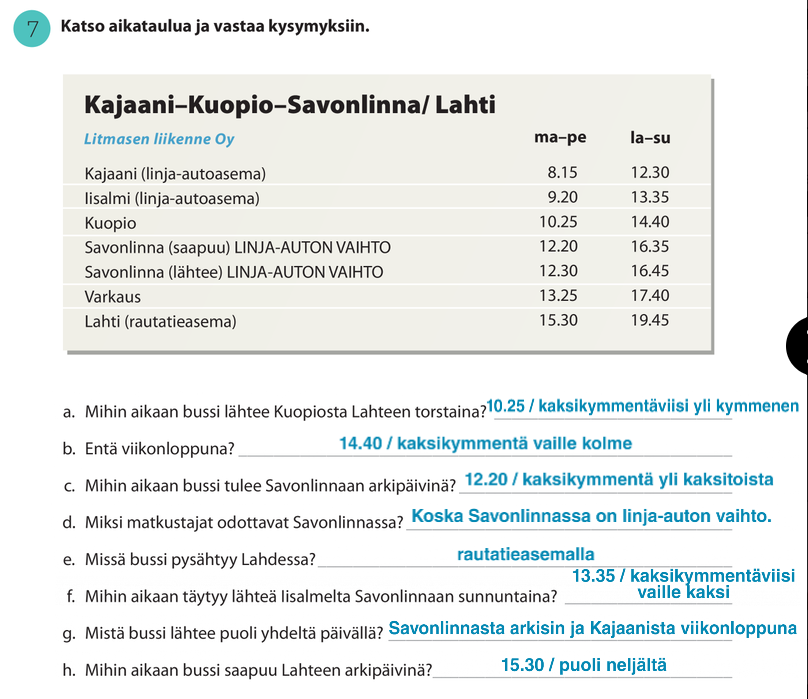 7 Katso aikataulua ja vastaa kysymyksiin.
Kajaani–Kuopio–Savonlinna/ Lahti
Litmasen liikenne Oy ma–pe la–su
Kajaani (linja-autoasema) 8.15 12.30
Iisalmi (linja-autoasema) 9.20 13.35
Kuopio 10.25 14.40
Savonlinna (saapuu) LINJA-AUTON VAIHTO 12.20 16.35
Savonlinna (lähtee) LINJA-AUTON VAIHTO 12.30 16.45
Varkaus 13.25 17.40
Lahti (rautatieasema) 15.30 19.45
a. Mihin aikaan bussi lähtee Kuopiosta Lahteen torstaina? 10.25 / kaksikymmentäviisi yli kymmenen
b. Entä viikonloppuna? 14.40 / kaksikymmentä vaille kolme
c. Mihin aikaan bussi tulee Savonlinnaan arkipäivinä? 12.20 / kaksikymmentä yli kaksitoista
d. Miksi matkustajat odottavat Savonlinnassa? Koska Savonlinnassa on linja-auton vaihto.
e. Missä bussi pysähtyy Lahdessa? rautatieasemalla
f. Mihin aikaan täytyy lähteä Iisalmelta Savonlinnaan sunnuntaina? 13.35 / kaksikymmentäviisi
vaille kaksi
g. Mistä bussi lähtee puoli yhdeltä päivällä? Savonlinnasta arkisin ja Kajaanista viikonloppuna
h. Mihin aikaan bussi saapuu Lahteen arkipäivinä? 15.30 / puoli neljältä